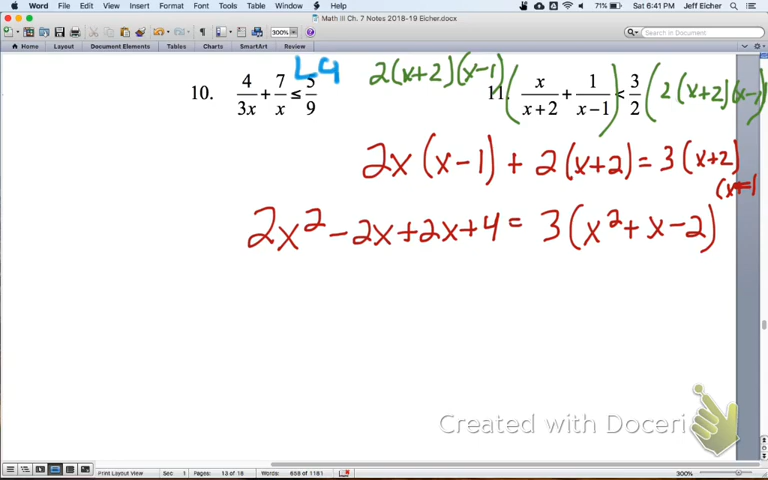 Word File Edit View Insert Format Font Tools Table Window Help 71% Sat 6:41 PM Jeff Eicher
Math III Ch. 7 Notes 2018-19 Eicher.docx
300% Search in Document
Home Layout Document Elements Tables Charts SmartArt Review
L4 2(x+2)(x-1)
10. 4/3x + 7/x ≤ 5/9
11. (x/(x+2) + 1/(x-1)) < 3/2 (2(x+2)(x-1)
2x(x-1) + 2(x+2) = 3(x+2)
(x-1
2x² - 2x + 2x + 4 = 3(x² + x - 2)
Created with Doceri
Print Layout View Sec 1 Pages: 13 of 18 Words: 658 of 1181 300%